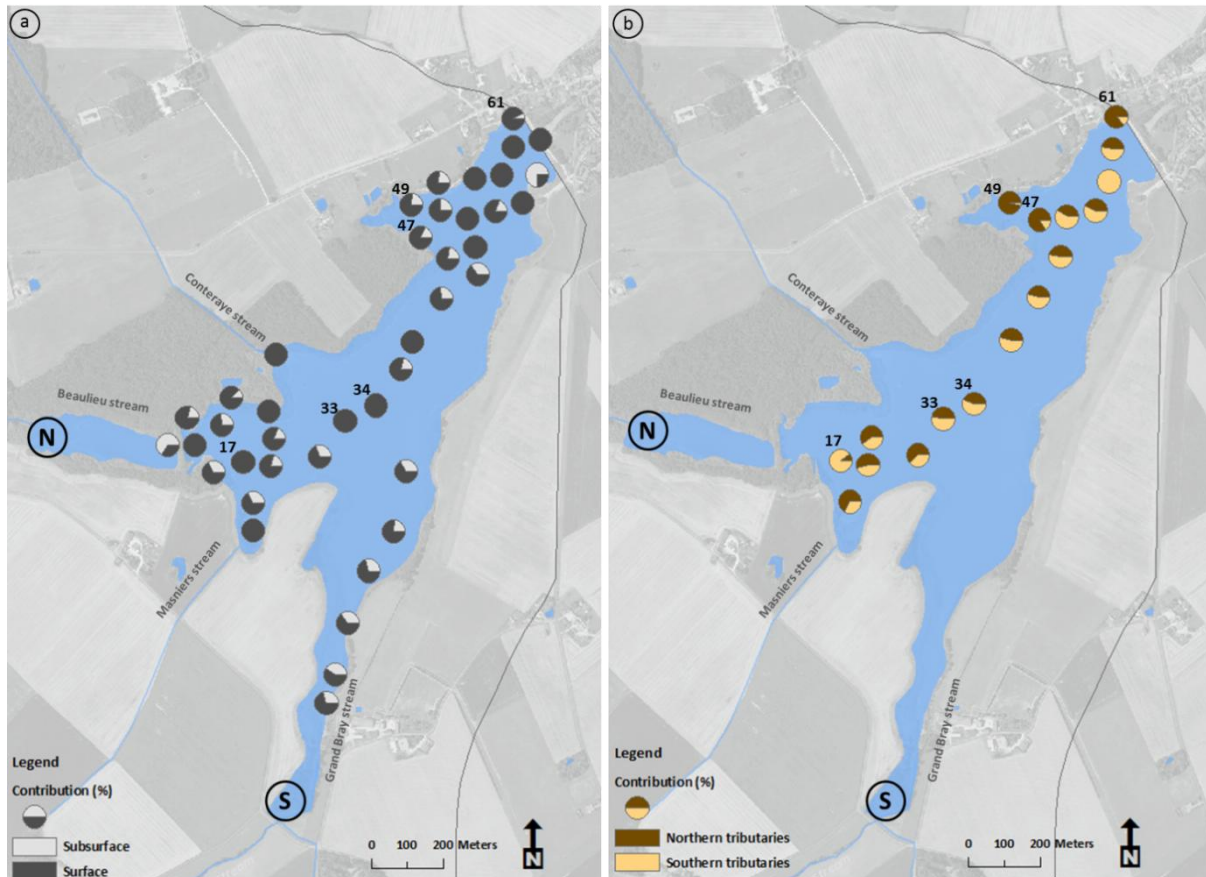 a
61
49
47
Conteraye stream
Beaulieu stream
34
33
N
17
Masniers stream
Grand Bray stream
S
Legend
Contribution (%)
Subsurface
Surface
0 100 200 Meters
N
b
61
49
47
Conteraye stream
Beaulieu stream
34
33
N
17
Masniers stream
Grand Bray stream
S
Legend
Contribution (%)
Northern tributaries
Southern tributaries
0 100 200 Meters
N